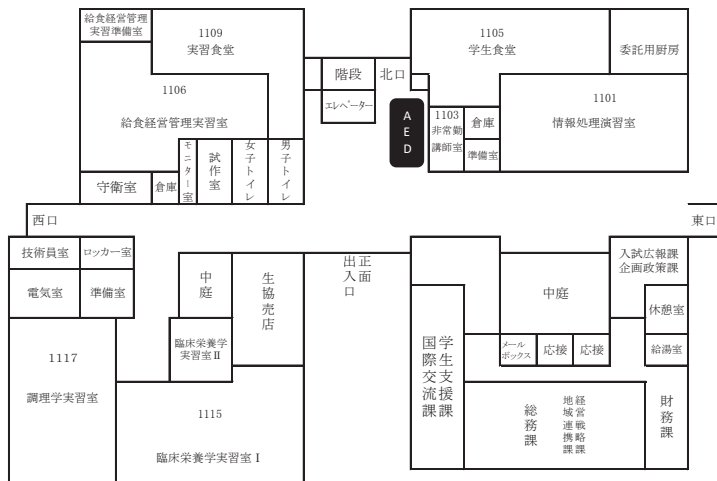 給食経営管理
実習準備室
1109
実習食堂
階段
北口
エレベーター
1105
学生食堂
委託用厨房
1106
給食経営管理実習室
AED
1103
非常勤
講師室
倉庫
準備室
1101
情報処理演習室
守衛室
倉庫
モニター室
試作室
女子トイレ
男子トイレ
西口
東口
技術員室
ロッカー室
電気室
準備室
中庭
生協売店
正面
出入口
中庭
入試広報課
企画政策課
休憩室
給湯室
臨床栄養学
実習室Ⅱ
学生支援課
国際交流課
メール
ボックス
応接
応接
1117
調理学実習室
1115
臨床栄養学実習室Ⅰ
総務課
経営戦略課
地域連携課
財務課